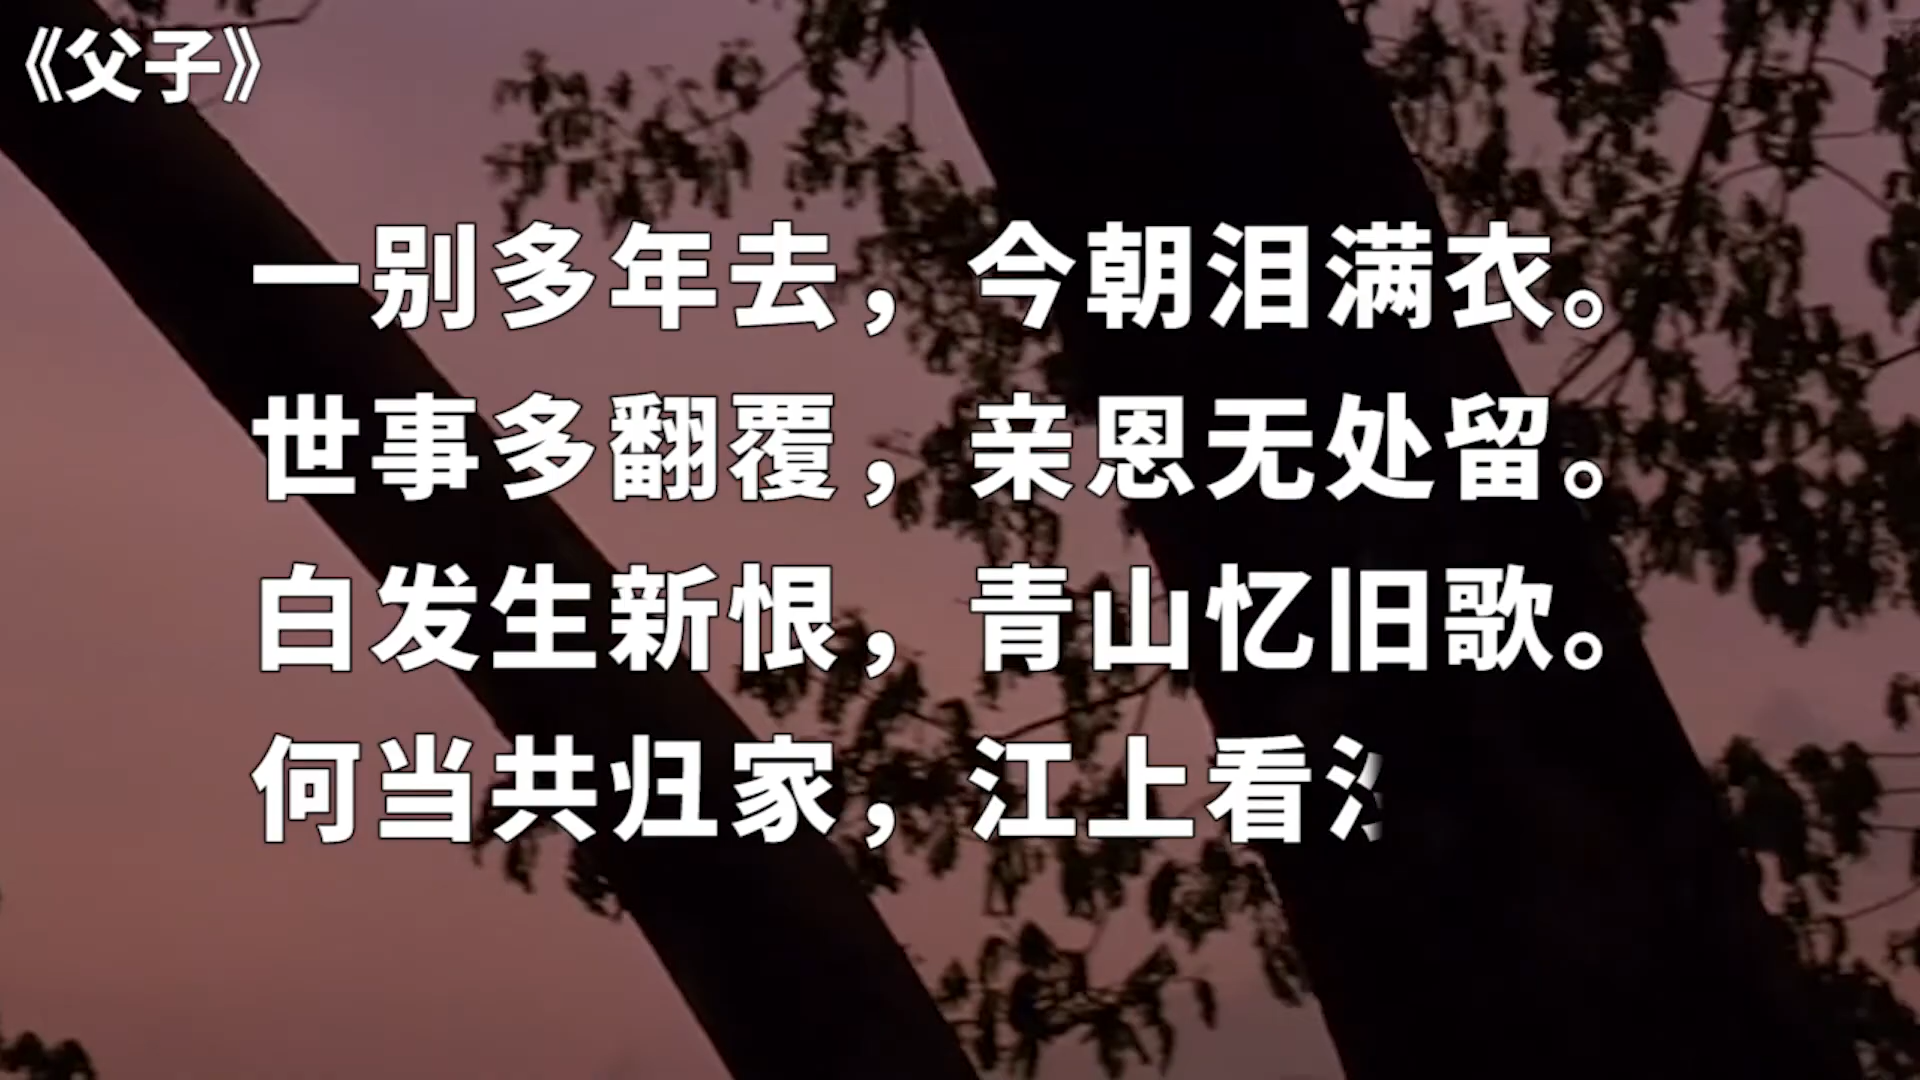 《父子》
一别多年去，今朝泪满衣。
世事多翻覆，亲恩无处留。
白发生新恨，青山忆旧歌。
何当共归家，江上看